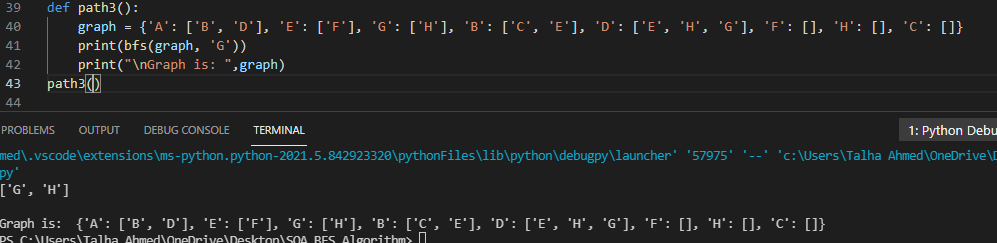 39 def path3():
40 graph = {'A': ['B', 'D'], 'E': ['F'], 'G': ['H'], 'B': ['C', 'E'], 'D': ['E', 'H', 'G'], 'F': [], 'H': [], 'C': []}
41 print(bfs(graph, 'G'))
42 print("\nGraph is: ",graph)
43 path3()
44
PROBLEMS OUTPUT DEBUG CONSOLE TERMINAL 1: Python Debu
med\.vscode\extensions\ms-python.python-2021.5.842923320\pythonFiles\lib\python\debugpy\launcher' '57975' '--' 'c:\Users\Talha Ahmed\OneDrive\D
py'
['G', 'H']
Graph is:  {'A': ['B', 'D'], 'E': ['F'], 'G': ['H'], 'B': ['C', 'E'], 'D': ['E', 'H', 'G'], 'F': [], 'H': [], 'C': []}
PS C:\Users\Talha Ahmed\OneDrive\Desktop\SOA BFS Algorithm>